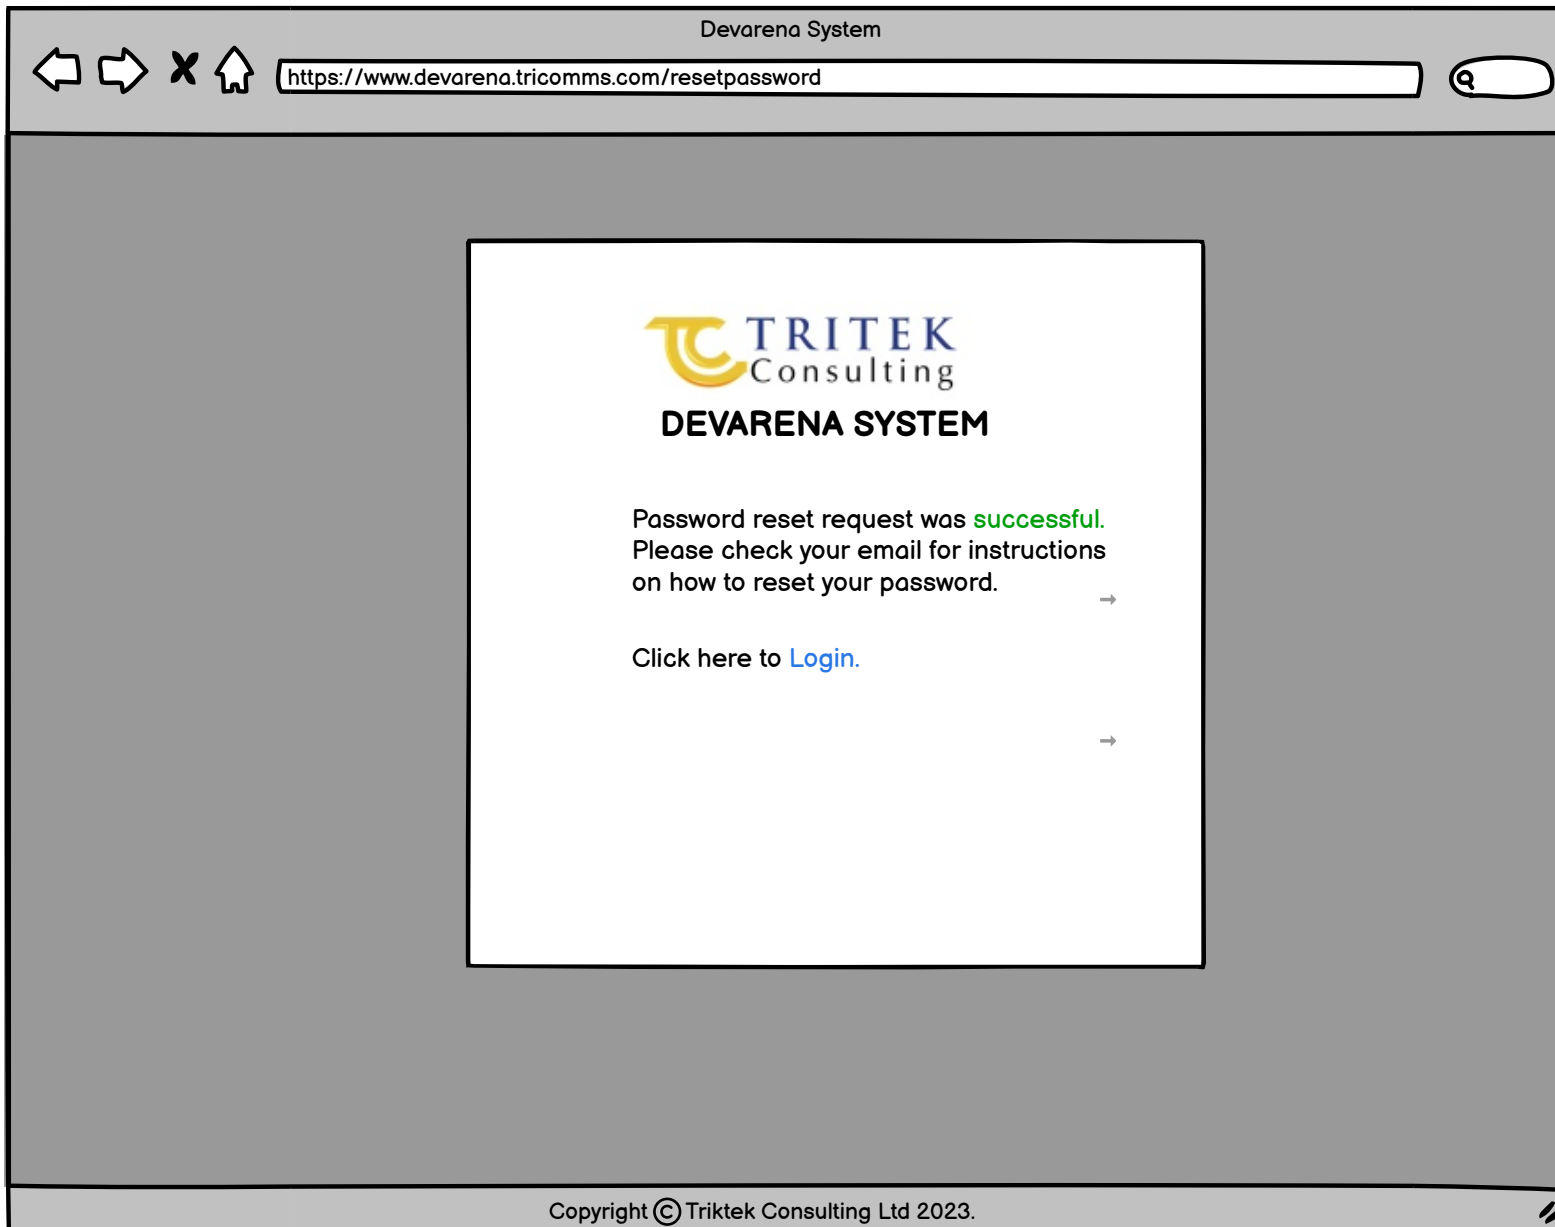 Devarena System
https://www.devarena.tricomms.com/resetpassword
TRITEK
Consulting
DEVARENA SYSTEM
Password reset request was successful.
Please check your email for instructions
on how to reset your password.
Click here to Login.
Copyright © Triktek Consulting Ltd 2023.